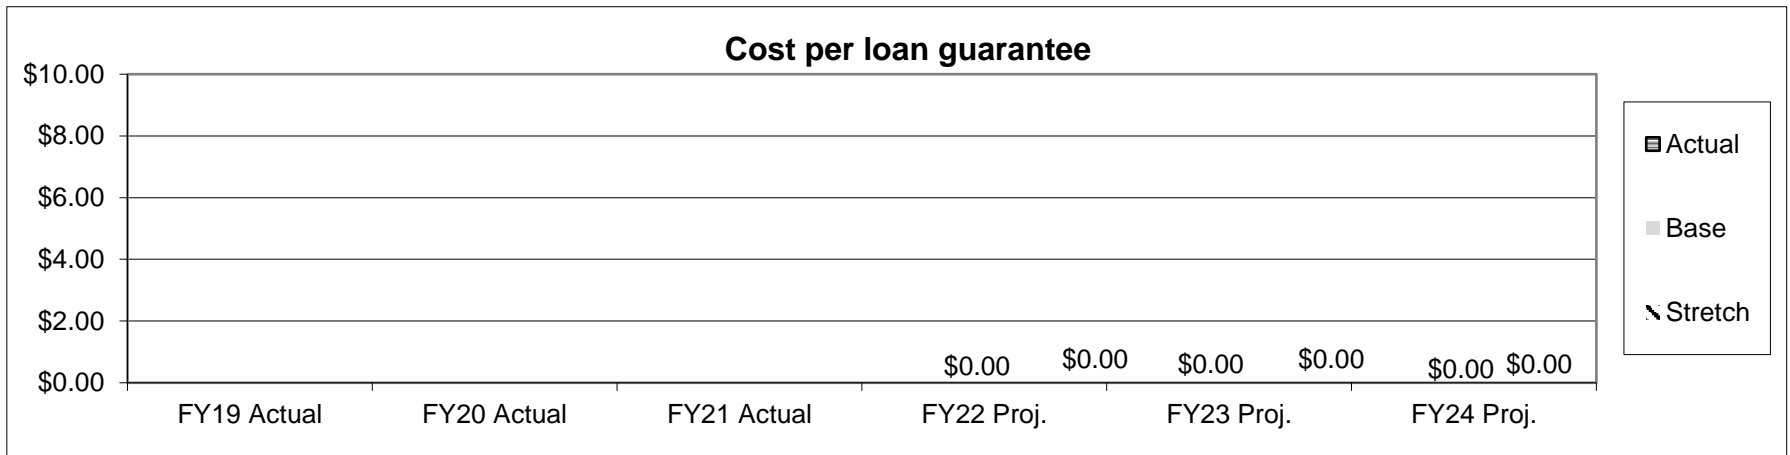 Cost per loan guarantee
$10.00
$8.00
$6.00
$4.00
$2.00
$0.00
$0.00 $0.00 $0.00 $0.00 $0.00 $0.00
FY19 Actual FY20 Actual FY21 Actual FY22 Proj. FY23 Proj. FY24 Proj.
Actual
Base
Stretch